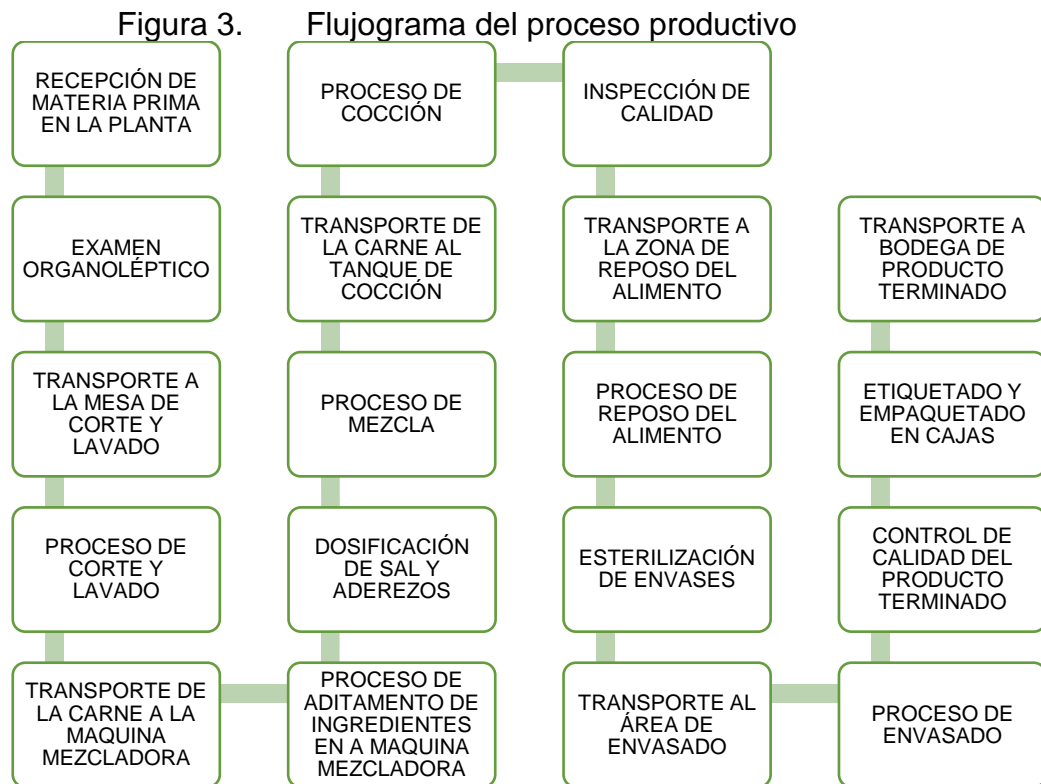 Figura 3. Flujograma del proceso productivo
RECEPCIÓN DE
MATERIA PRIMA
EN LA PLANTA
EXAMEN
ORGANOLÉPTICO
TRANSPORTE A
LA MESA DE
CORTE Y
LAVADO
PROCESO DE
CORTE Y
LAVADO
TRANSPORTE DE
LA CARNE A LA
MAQUINA
MEZCLADORA
PROCESO DE
ADITAMENTO DE
INGREDIENTES
EN A MAQUINA
MEZCLADORA
DOSIFICACIÓN
DE SAL Y
ADEREZOS
PROCESO DE
MEZCLA
TRANSPORTE DE
LA CARNE AL
TANQUE DE
COCCIÓN
PROCESO DE
COCCIÓN
INSPECCIÓN DE
CALIDAD
TRANSPORTE A
LA ZONA DE
REPOSO DEL
ALIMENTO
PROCESO DE
REPOSO DEL
ALIMENTO
ESTERILIZACIÓN
DE ENVASES
TRANSPORTE AL
ÁREA DE
ENVASADO
PROCESO DE
ENVASADO
CONTROL DE
CALIDAD DEL
PRODUCTO
TERMINADO
ETIQUETADO Y
EMPAQUETADO
EN CAJAS
TRANSPORTE A
BODEGA DE
PRODUCTO
TERMINADO